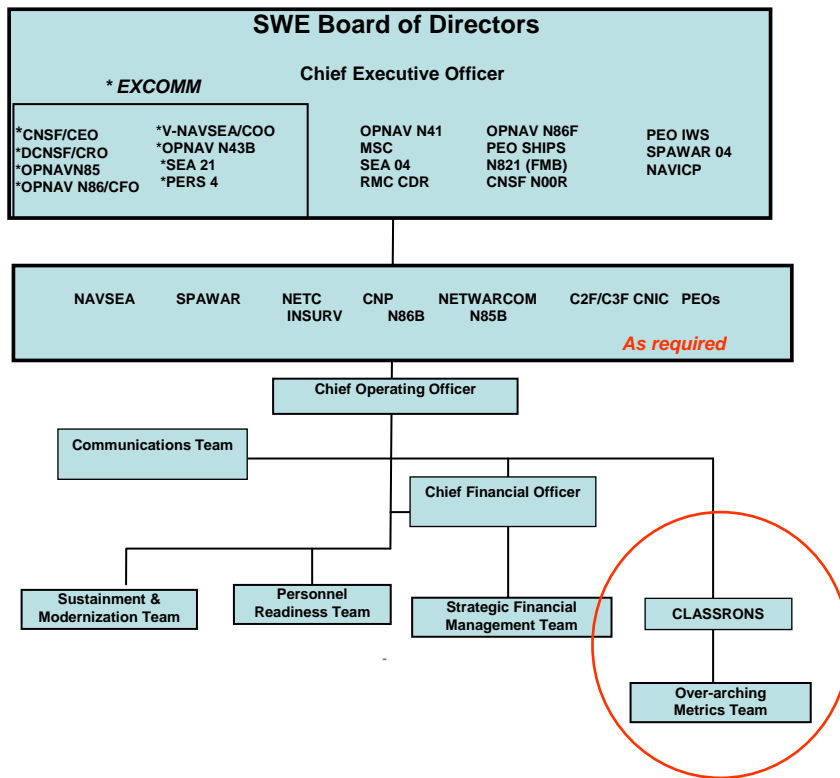 SWE Board of Directors
Chief Executive Officer
* EXCOMM
*CNSF/CEO
*DCNSF/CRO
*OPNAVN85
*OPNAV N86/CFO
*V-NAVSEA/COO
*OPNAV N43B
*SEA 21
*PERS 4
OPNAV N41
MSC
SEA 04
RMC CDR
OPNAV N86F
PEO SHIPS
N821 (FMB)
CNSF N00R
PEO IWS
SPAWAR 04
NAVICP
NAVSEA SPAWAR NETC CNP NETWARCOM C2F/C3F CNIC PEOs
INSURV N86B N85B
As required
Chief Operating Officer
Communications Team
Chief Financial Officer
Sustainment &
Modernization Team
Personnel
Readiness Team
Strategic Financial
Management Team
CLASSRONS
Over-arching
Metrics Team
-